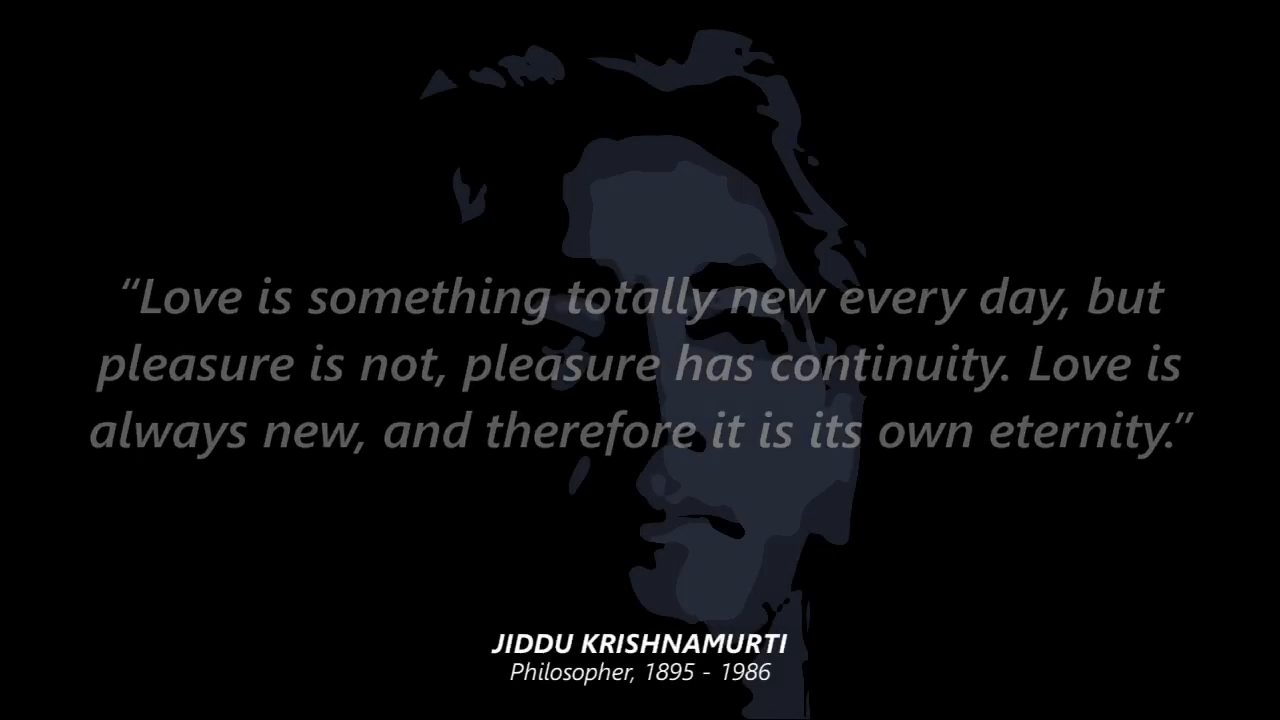 “Love is something totally new every day, but
pleasure is not, pleasure has continuity. Love is
always new, and therefore it is its own eternity.”
JIDDU KRISHNAMURTI
Philosopher, 1895 - 1986